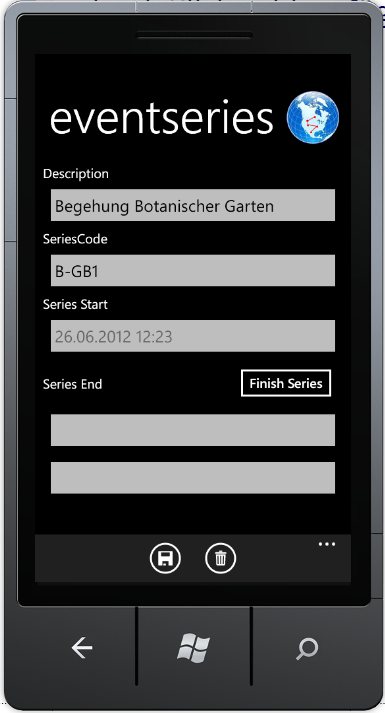 eventseries
Description
Begehung Botanischer Garten
SeriesCode
B-GB1
Series Start
26.06.2012 12:23
Series End
Finish Series